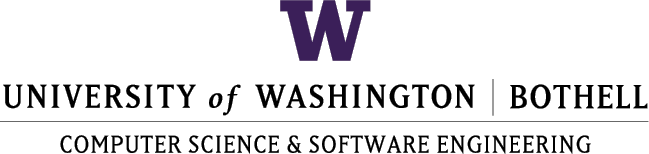 W
UNIVERSITY of WASHINGTON | BOTHELL
COMPUTER SCIENCE & SOFTWARE ENGINEERING